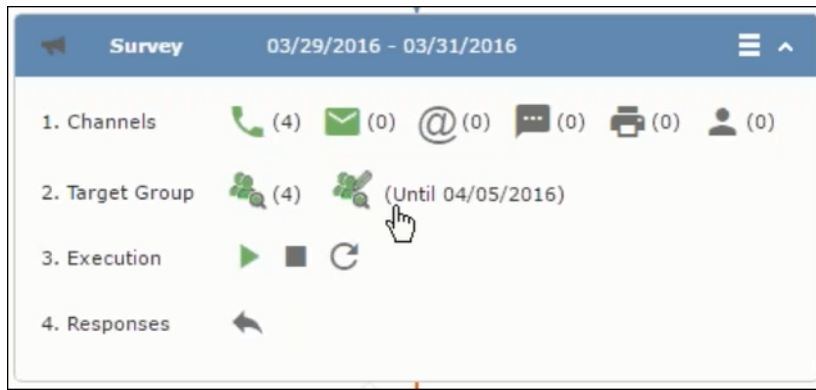 Survey 03/29/2016 - 03/31/2016
1. Channels (4) (0) @ (0) (0) (0) (0)
2. Target Group (4) (Until 04/05/2016)
3. Execution
4. Responses